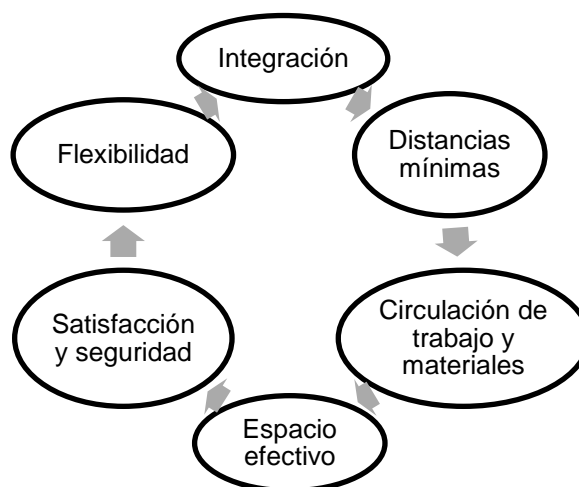 Integración
Distancias
mínimas
Circulación de
trabajo y
materiales
Espacio
efectivo
Satisfacción
y seguridad
Flexibilidad